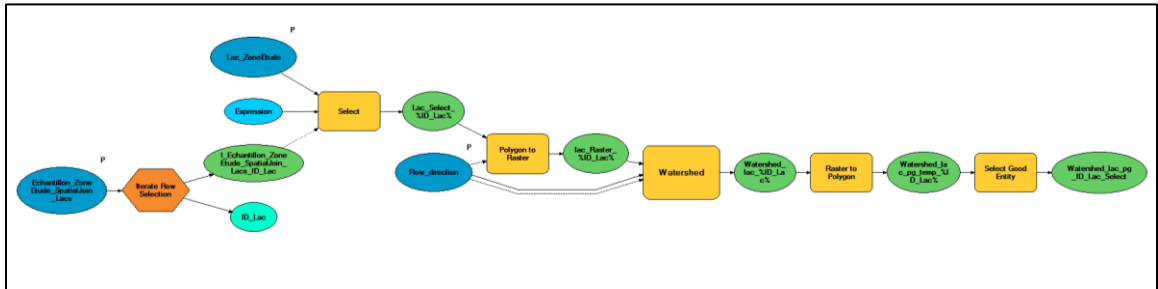 P
Lac_ZoneEtude
Expression
Select
Lac_Select_
%ID_Lac%
P
Echantillon_Zone
Etude_SpatialJoin
_Lacs
Iterate Row
Selection
I_Echantillon_Zone
Etude_SpatialJoin_
Lacs_ID_Lac
ID_Lac
P
Flow_direction
Polygon to
Raster
lac_Raster_
%ID_Lac%
Watershed
Watershed_
lac_%ID_La
c%
Raster to
Polygon
Watershed_la
c_pg_temp_%I
D_Lac%
Select Good
Entity
Watershed_lac_pg
_ID_Lac_Select